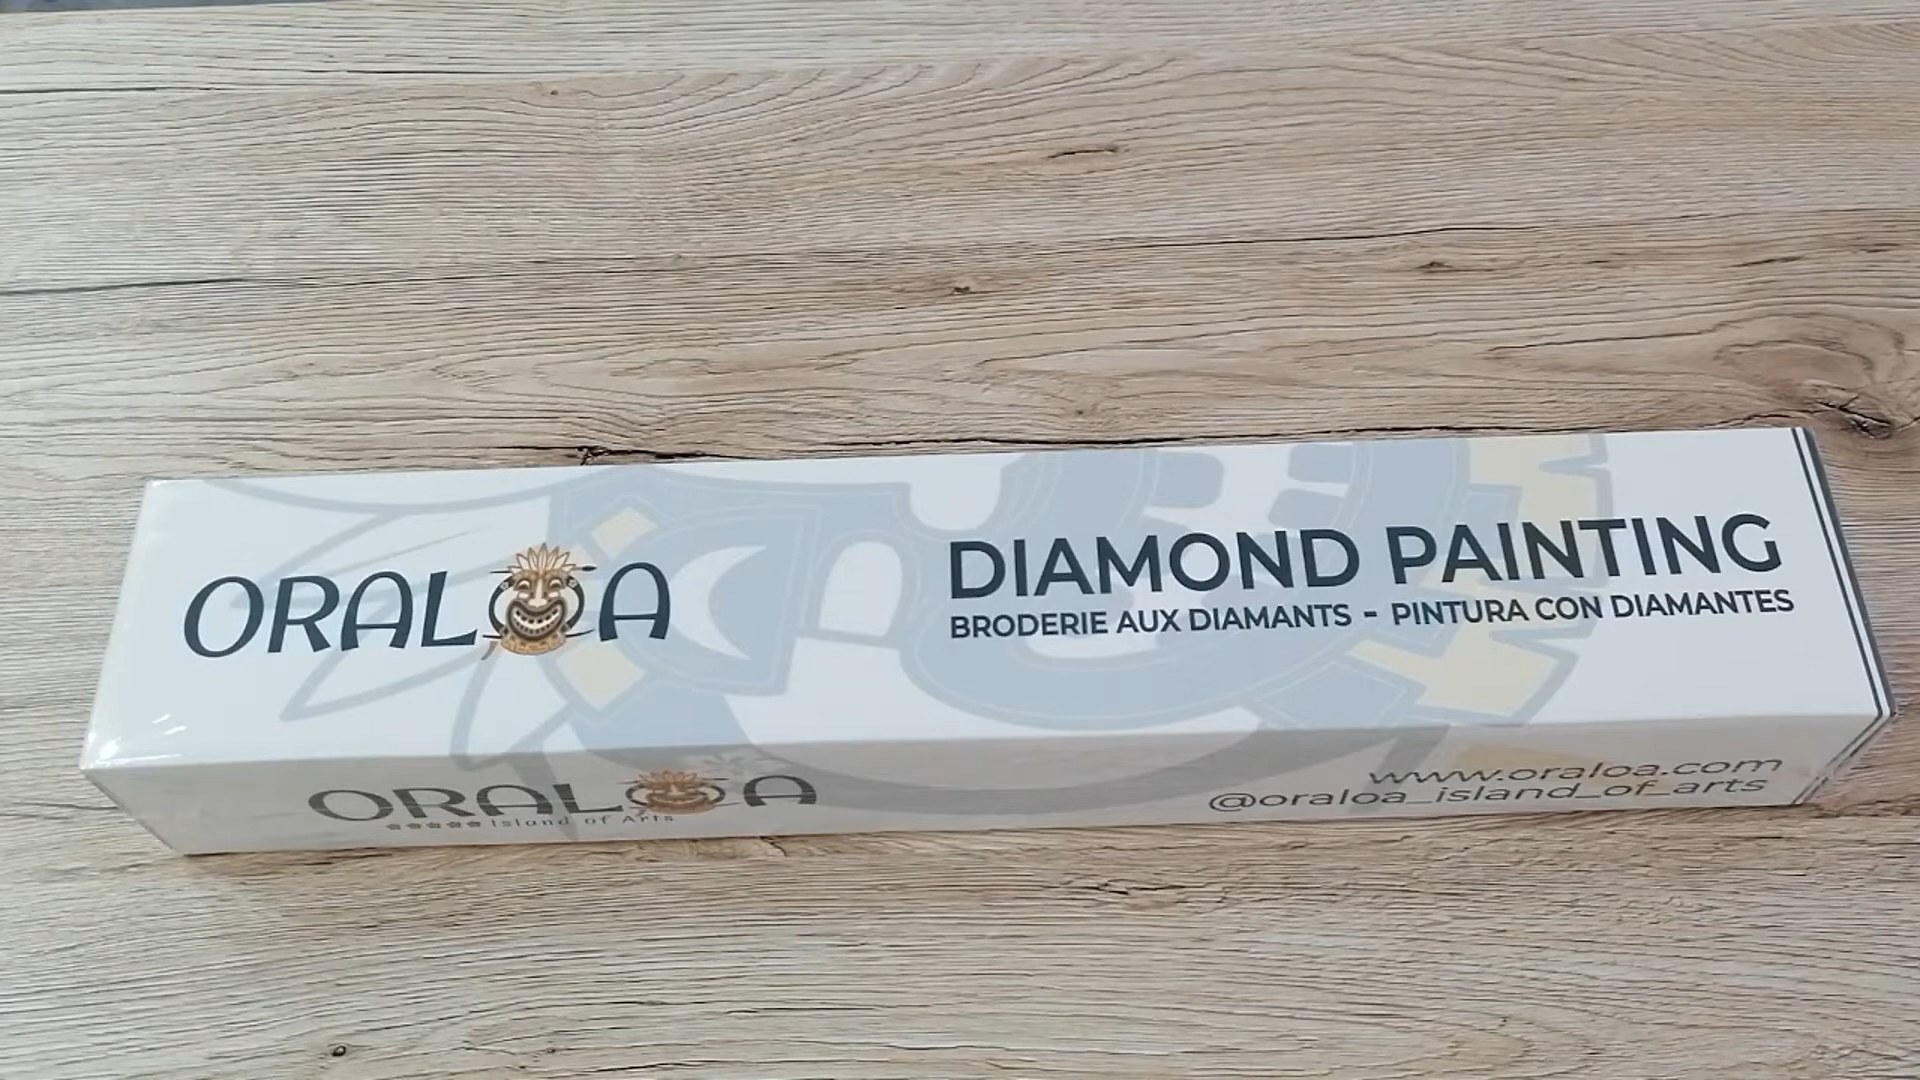 ORALOA
DIAMOND PAINTING
BRODERIE AUX DIAMANTS - PINTURA CON DIAMANTES
ORALOA
★★★★★ Island of Arts
www.oraloa.com
@oraloa_island_of_arts